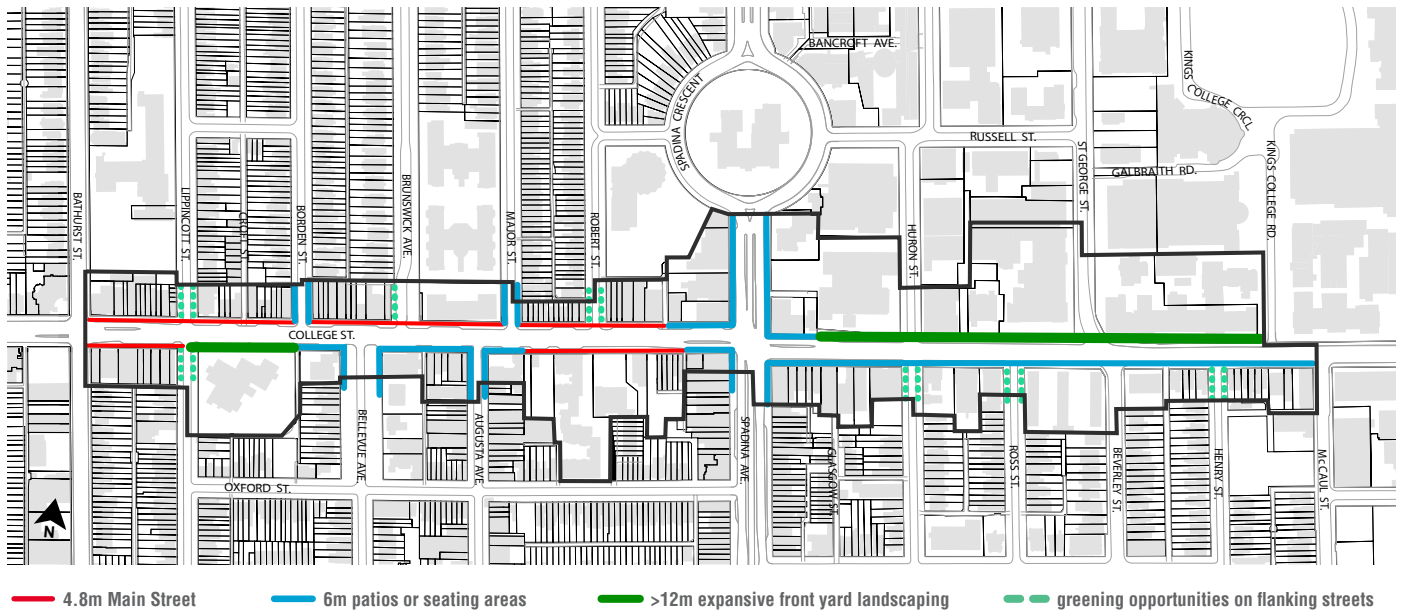 BANCROFT AVE.
SPADINA CRESCENT
KINGS COLLEGE CRCL
RUSSELL ST.
ST GEORGE ST.
GALBRAITH RD.
KINGS COLLEGE RD.
BATHURST ST.
LIPPINCOTT ST.
CROFT ST.
BORDEN ST.
BRUNSWICK AVE.
MAJOR ST.
ROBERT ST.
HURON ST.
COLLEGE ST.
BELLEVUE AVE.
AUGUSTA AVE.
SPADINA AVE.
GLASGOW ST.
ROSS ST.
BEVERLEY ST.
HENRY ST.
McCAUL ST.
OXFORD ST.
N
4.8m Main Street
6m patios or seating areas
>12m expansive front yard landscaping
greening opportunities on flanking streets